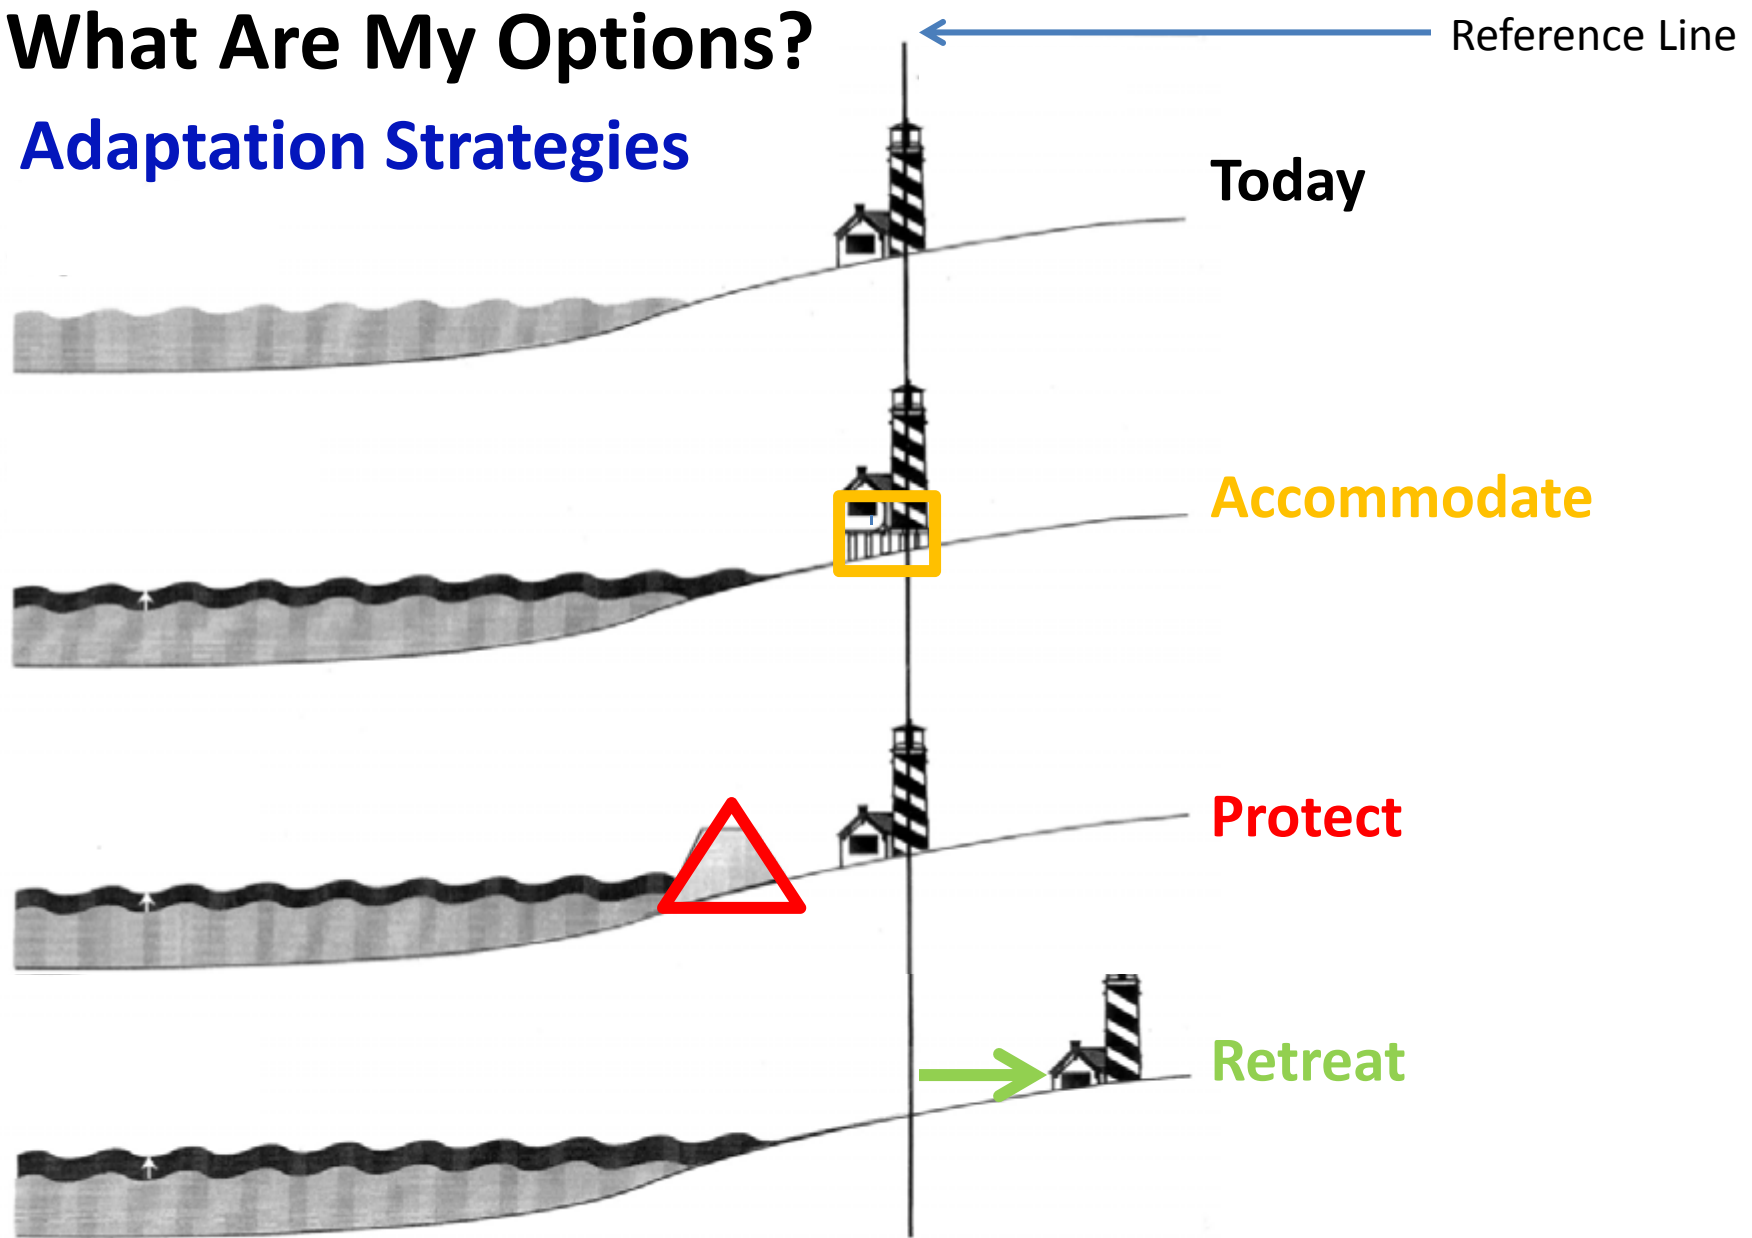 What Are My Options?
Reference Line
Adaptation Strategies
Today
Accommodate
Protect
Retreat